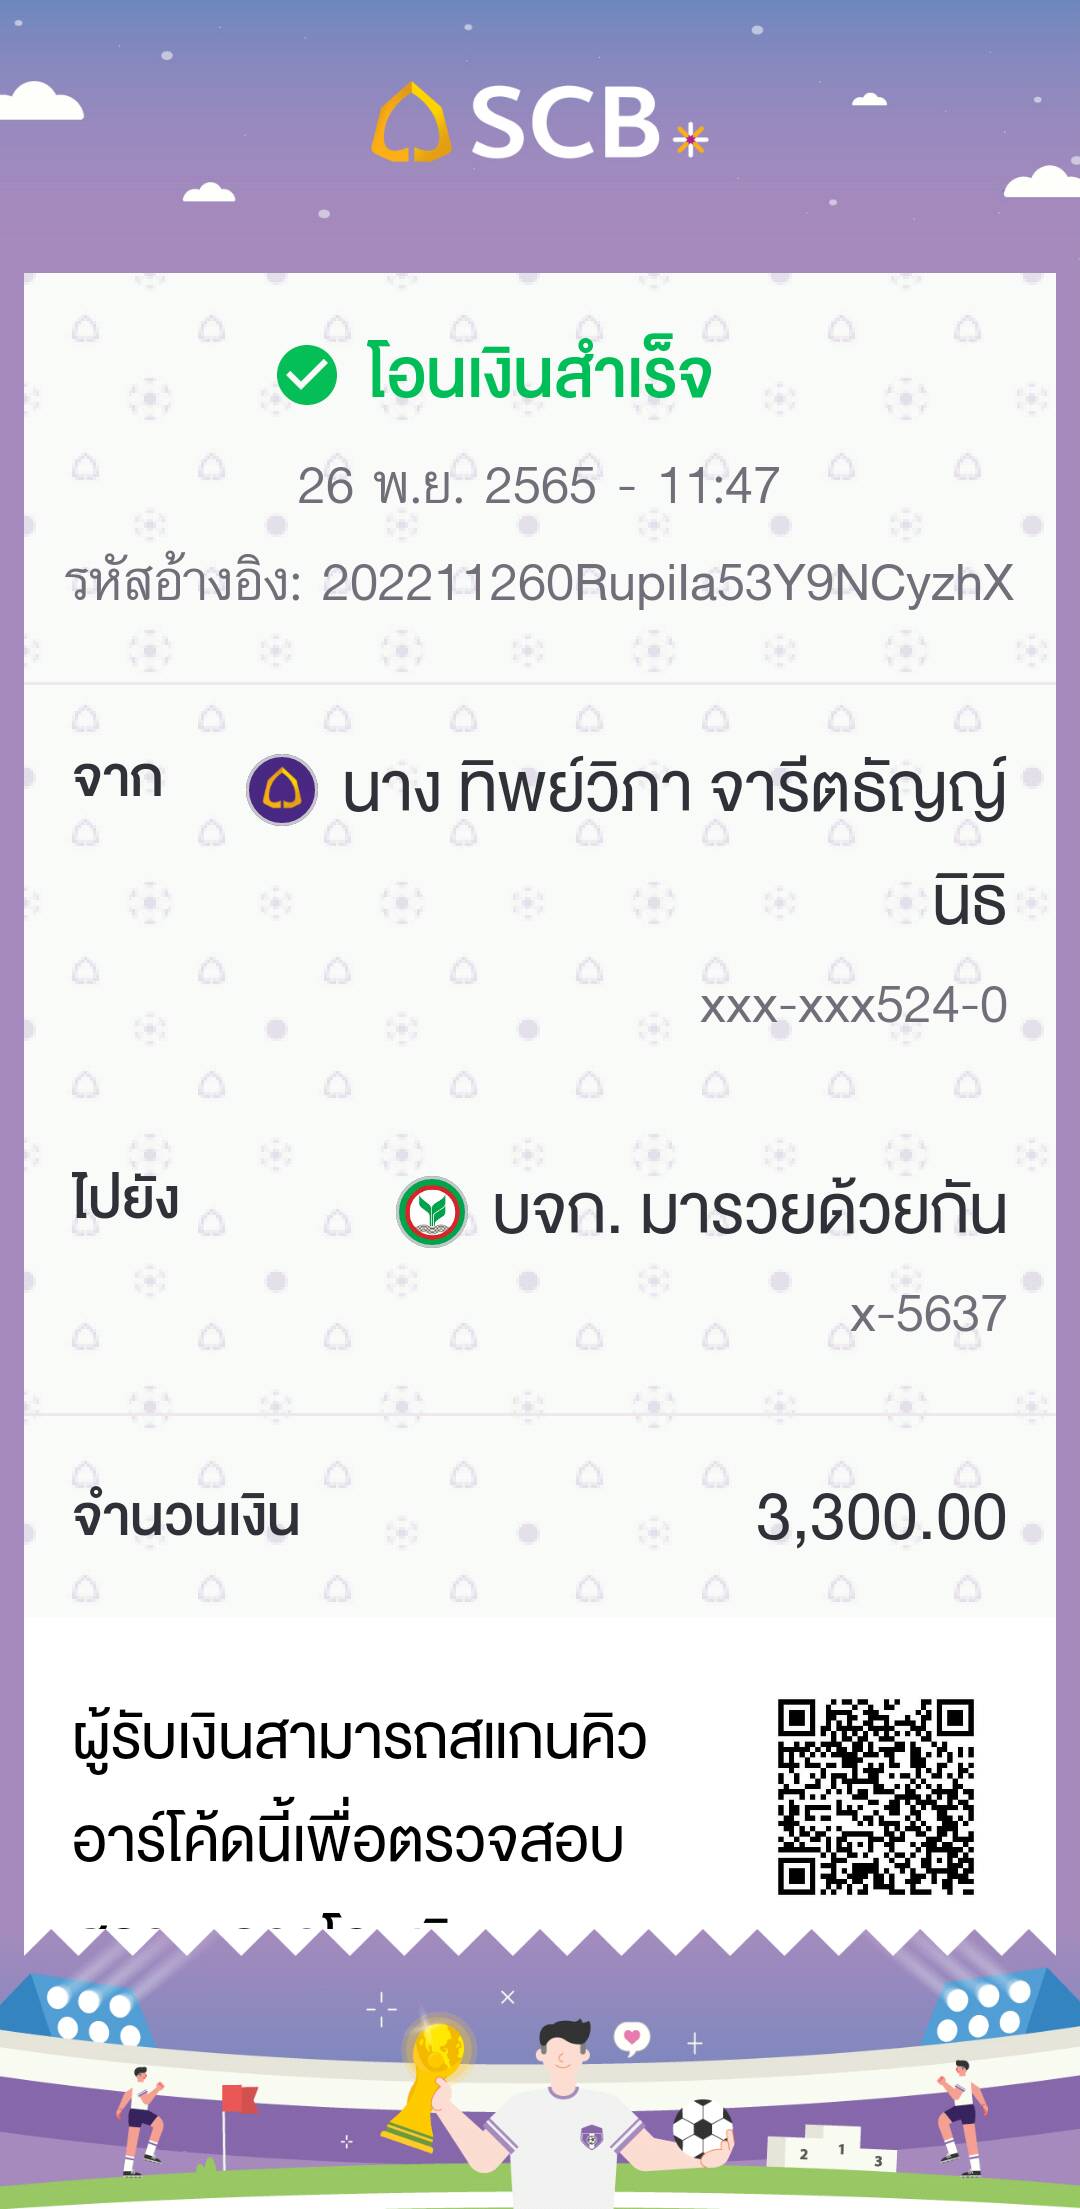 SCB
โอนเงินสำเร็จ
26 พ.ย. 2565 - 11:47
รหัสอ้างอิง: 202211260RupiIa53Y9NCyzhX
จาก
นาง ทิพย์วิภา จารีตธัญญ์
นิธิ
xxx-xxx524-0
ไปยัง
บจก. มารวยด้วยกัน
x-5637
จำนวนเงิน
3,300.00
ผู้รับเงินสามารถสแกนคิว
อาร์โค้ดนี้เพื่อตรวจสอบ
2
1
3